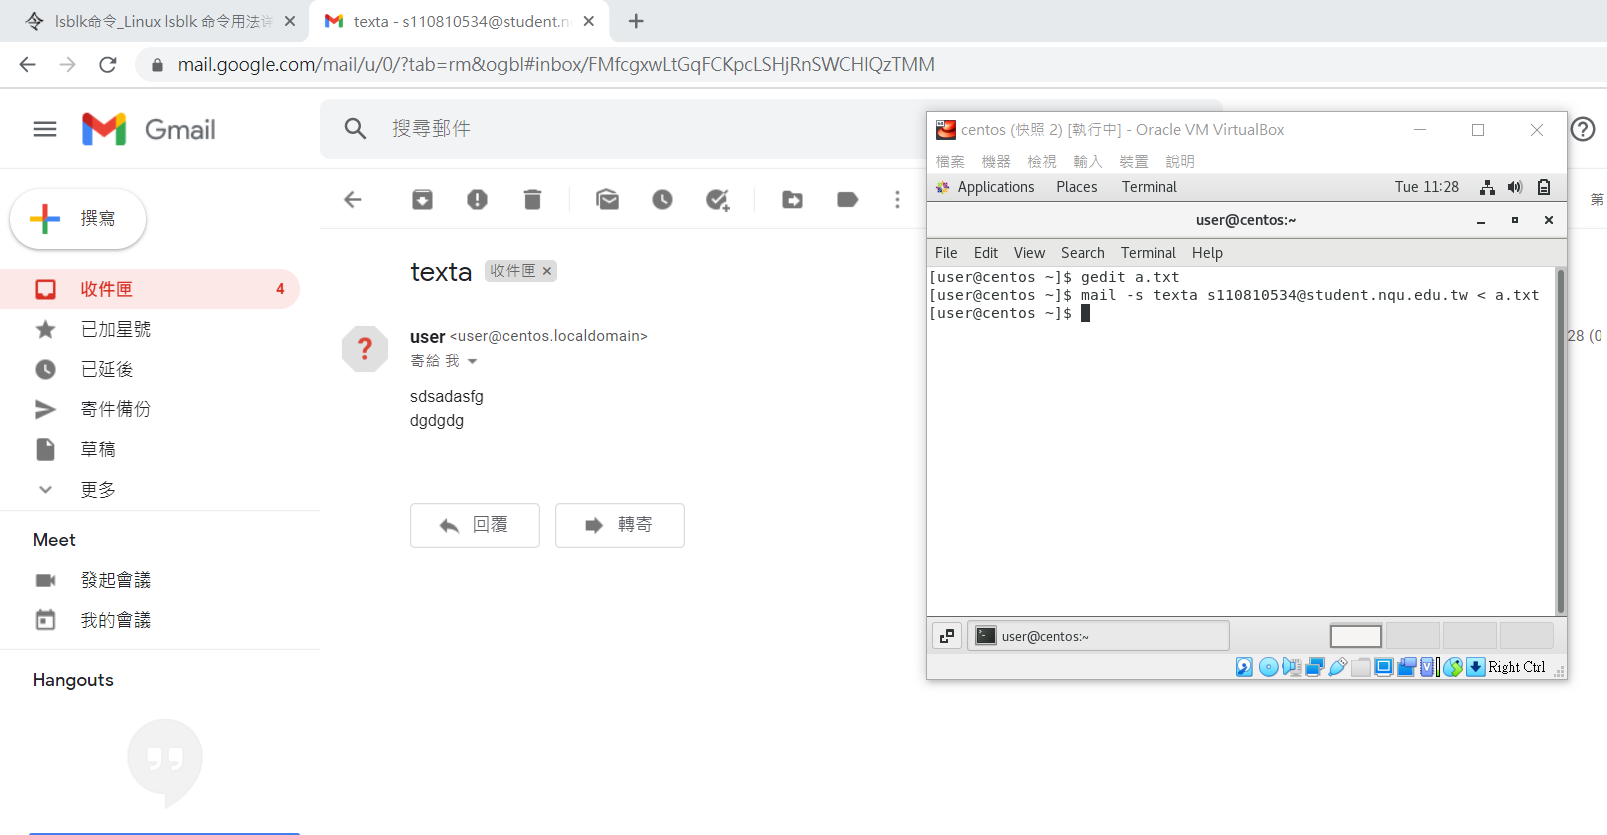 lsblk命令_Linux lsblk 命令用法详
texta - s110810534@student.n
mail.google.com/mail/u/0/?tab=rm&ogbl#inbox/FMfcgxwLtGqFCKpcLSHjRnSWCHlQzTMM
Gmail
搜尋郵件
撰寫
收件匣 4
已加星號
已延後
寄件備份
草稿
更多
Meet
發起會議
我的會議
Hangouts
第
texta 收件匣
user <user@centos.localdomain>
28 (0
寄給 我
sdsadasfg
dgdgdg
回覆 轉寄
centos (快照 2) [執行中] - Oracle VM VirtualBox
檔案 機器 檢視 輸入 裝置 說明
Applications Places Terminal Tue 11:28
user@centos:~
File Edit View Search Terminal Help
[user@centos ~]$ gedit a.txt
[user@centos ~]$ mail -s texta s110810534@student.nqu.edu.tw < a.txt
[user@centos ~]$
user@centos:~
Right Ctrl